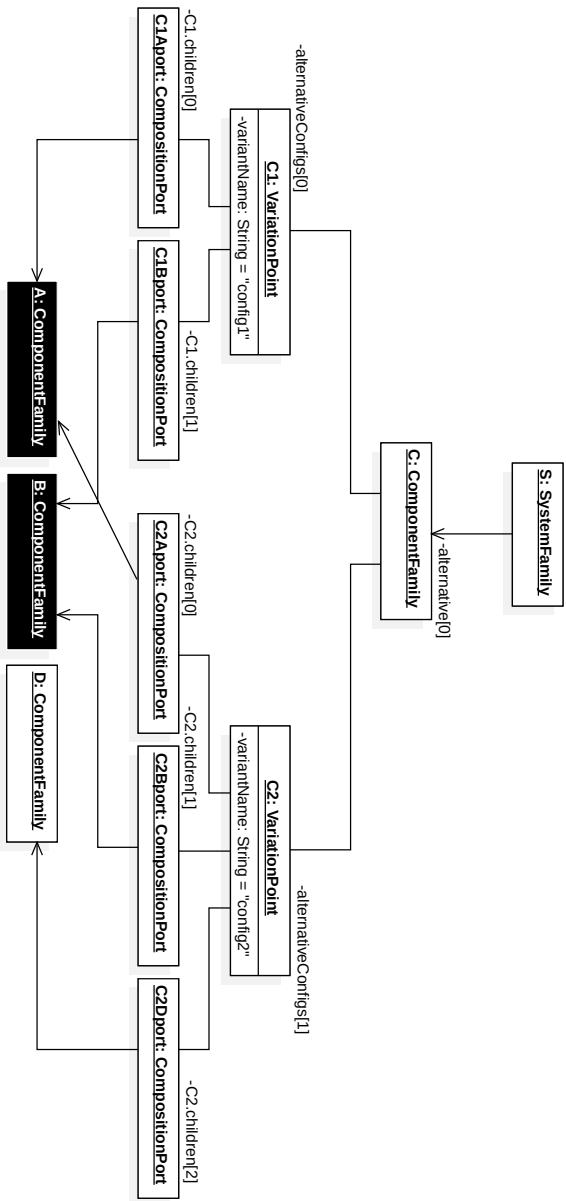 S: SystemFamily
-alternative[0]
C: ComponentFamily
-alternativeConfigs[0]
C1: VariationPoint
-variantName: String = "config1"
-alternativeConfigs[1]
C2: VariationPoint
-variantName: String = "config2"
-C1.children[0]
C1Aport: CompositionPort
-C1.children[1]
C1Bport: CompositionPort
-C2.children[0]
C2Aport: CompositionPort
-C2.children[1]
C2Bport: CompositionPort
-C2.children[2]
C2Dport: CompositionPort
A: ComponentFamily
B: ComponentFamily
D: ComponentFamily